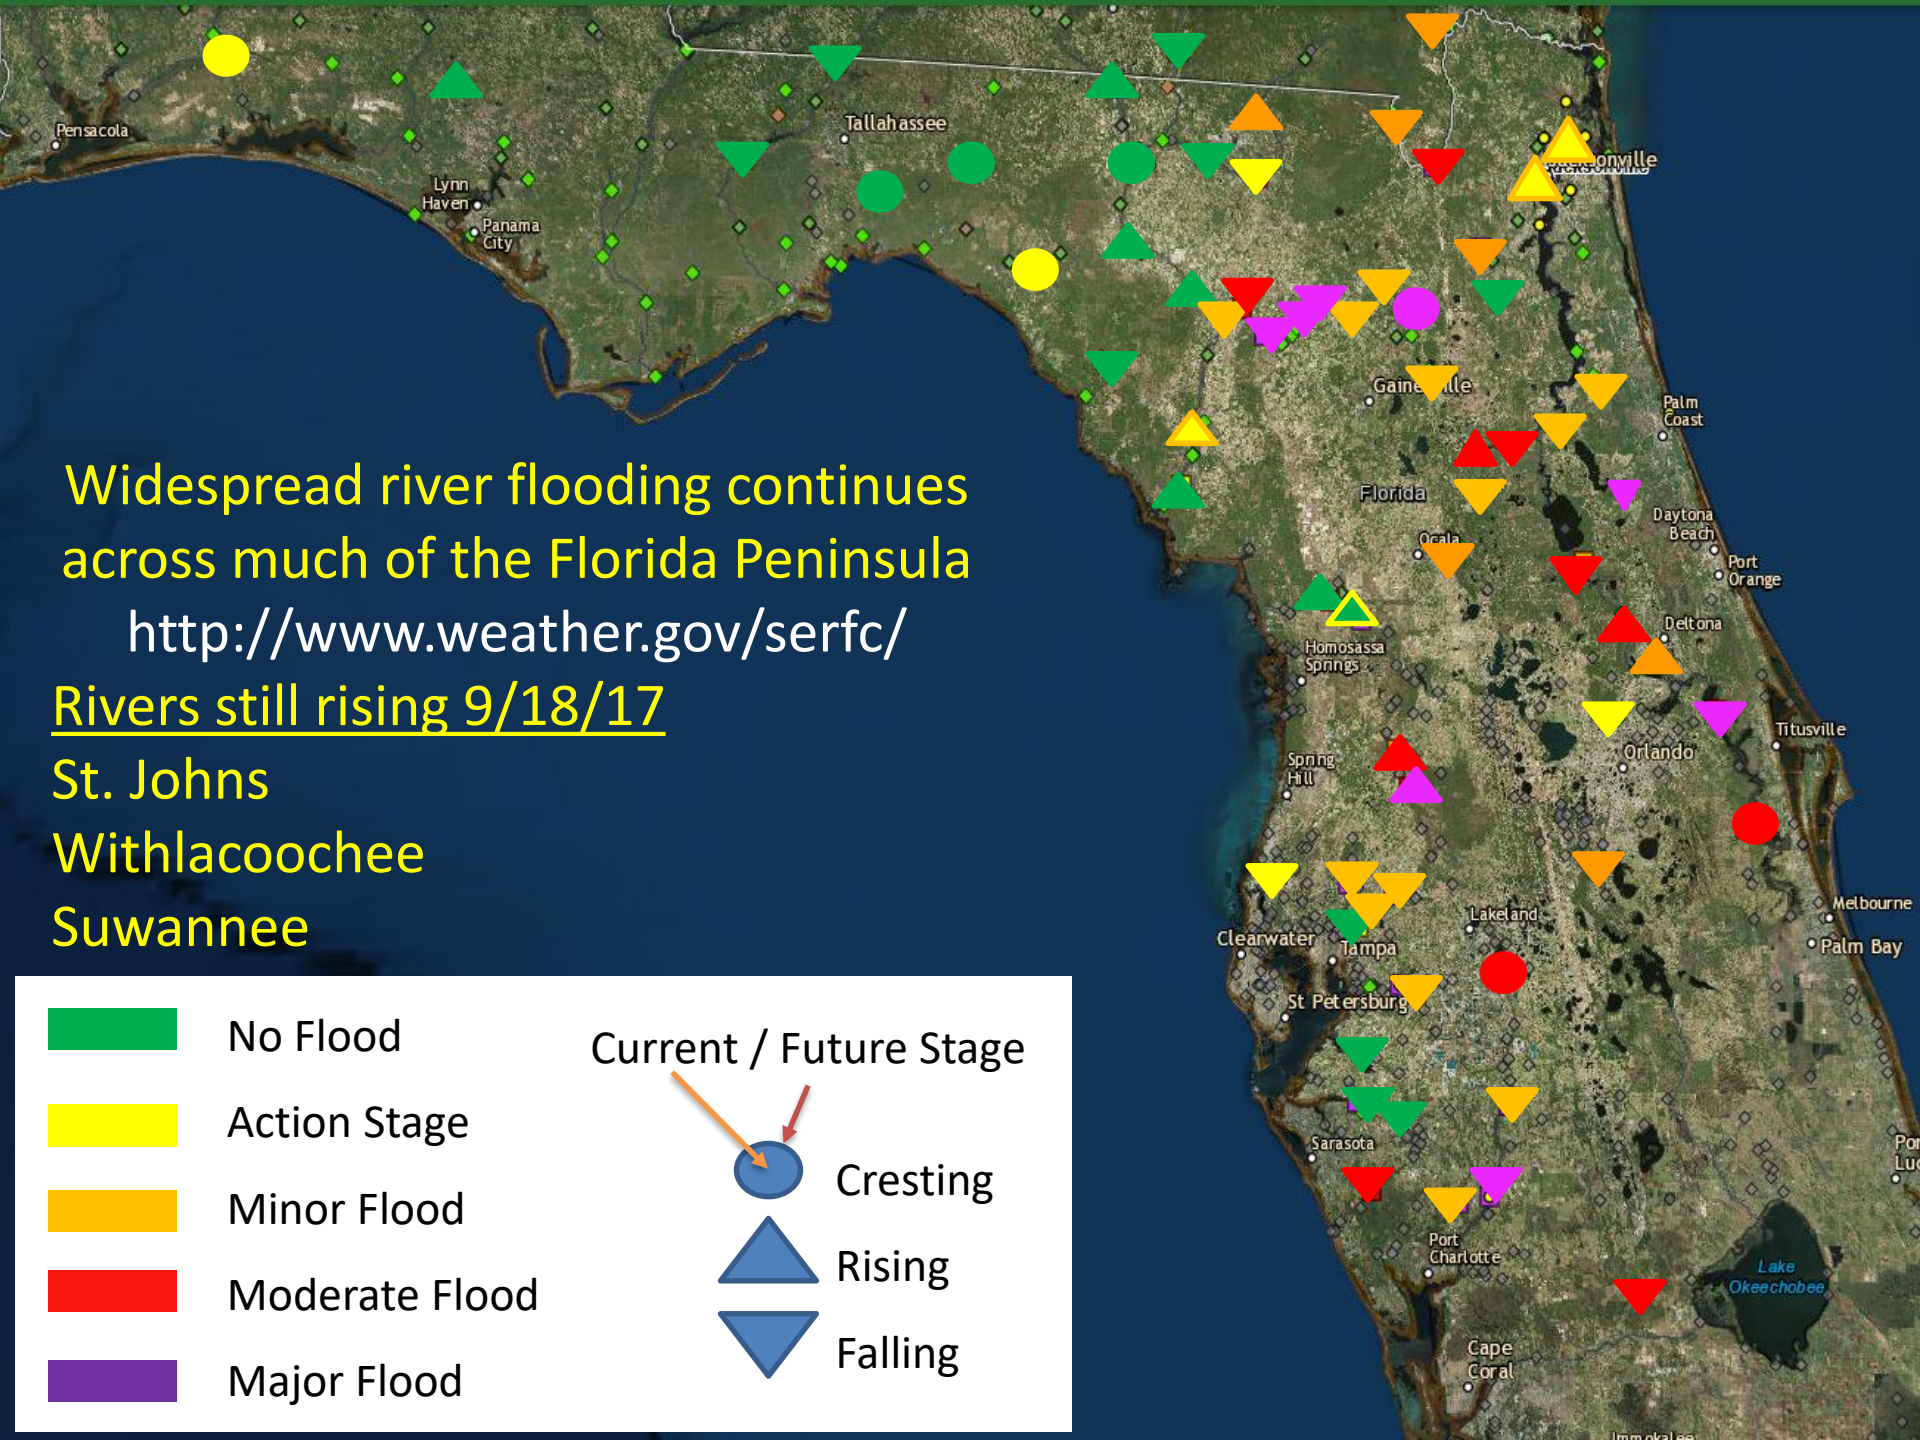 Pensacola
Tallahassee
Lynn
Haven
Panama
City
Jacksonville
Gainesville
Palm
Coast
Florida
Daytona
Beach
Ocala
Port
Orange
Deltona
Homosassa
Springs
Titusville
Orlando
Spring
Hill
Melbourne
Lakeland
Clearwater
Tampa
Palm Bay
St Petersburg
Sarasota
Port
Charlotte
Lake
Okeechobee
Cape
Coral
Immokalee
Widespread river flooding continues
across much of the Florida Peninsula
http://www.weather.gov/serfc/
Rivers still rising 9/18/17
St. Johns
Withlacoochee
Suwannee
No Flood
Action Stage
Minor Flood
Moderate Flood
Major Flood
Current / Future Stage
Cresting
Rising
Falling